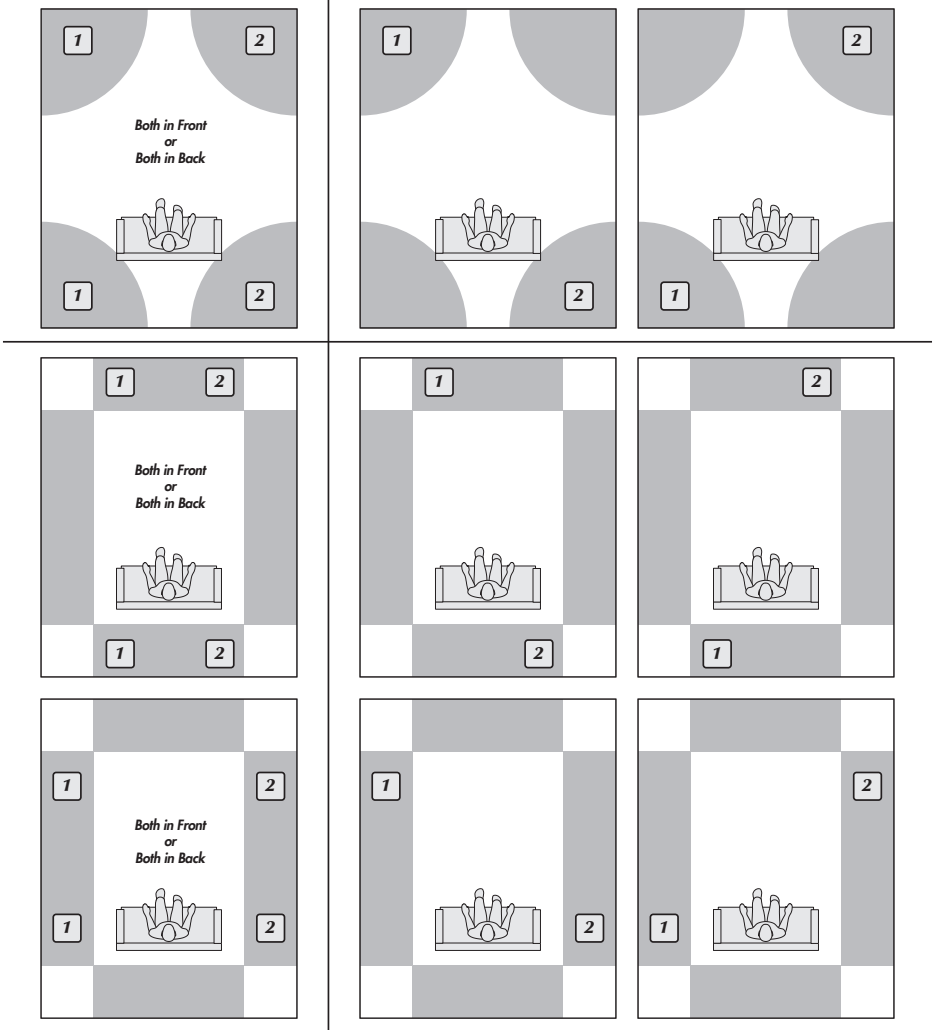 1 2 1 2
Both in Front
or
Both in Back
1 2 2 1
1 2 1 2
Both in Front
or
Both in Back
1 2 2 1
1 2 1 2
Both in Front
or
Both in Back
1 2 2 1